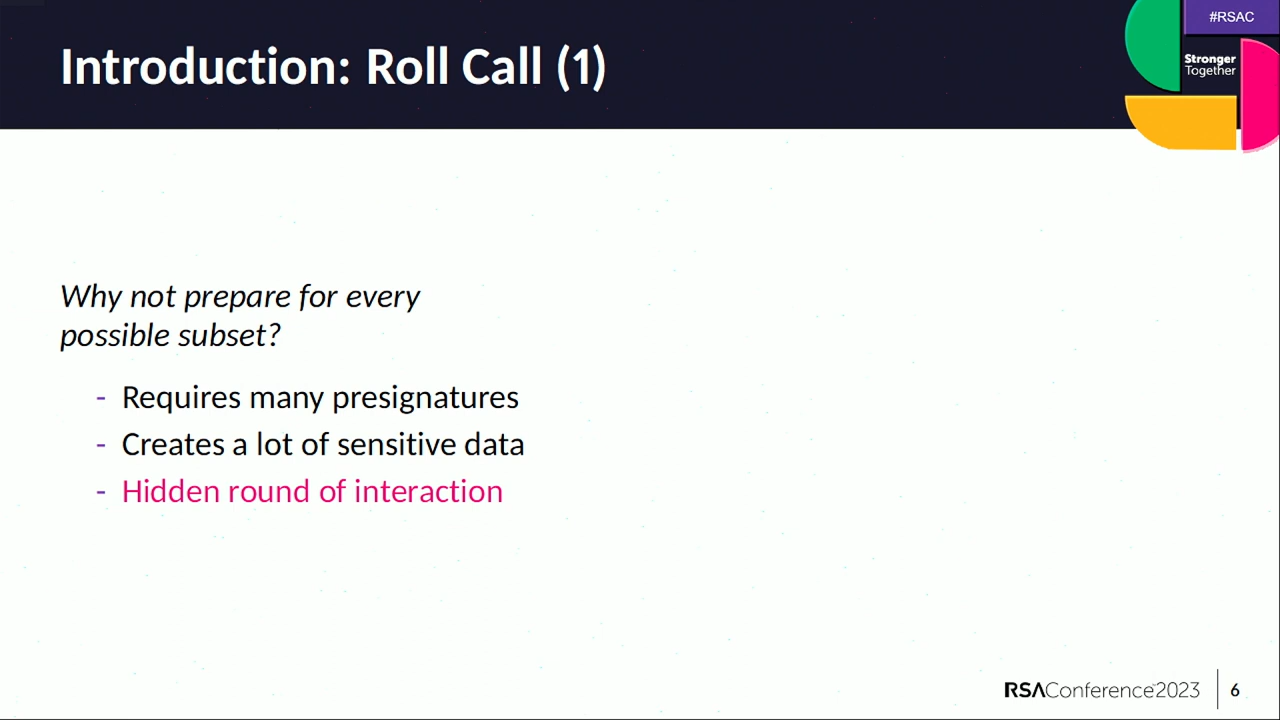 #RSAC
Introduction: Roll Call (1)
Stronger
Together
Why not prepare for every
possible subset?
- Requires many presignatures
- Creates a lot of sensitive data
- Hidden round of interaction
RSAConference2023
6